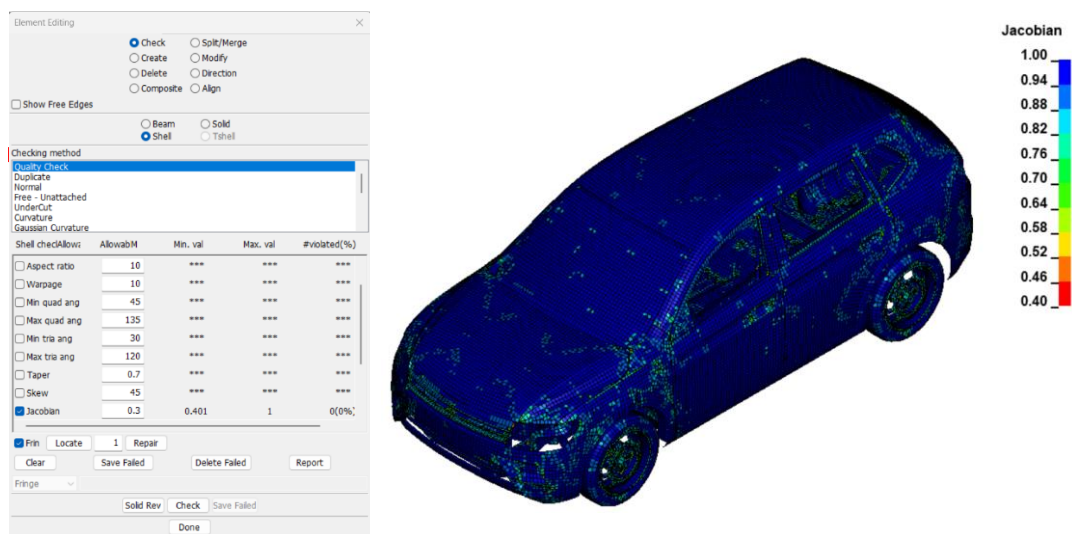 Element Editing
Check Split/Merge
Create Modify
Delete Direction
Composite Align
Show Free Edges
Beam Solid
Shell Tshell
Checking method
Quality Check
Duplicate
Normal
Free - Unattached
UnderCut
Curvature
Gaussian Curvature
Shell checl Allowa AllowabM Min. val Max. val #violated(%)
Aspect ratio 10 *** *** ***
Warpage 10 *** *** ***
Min quad ang 45 *** *** ***
Max quad ang 135 *** *** ***
Min tria ang 30 *** *** ***
Max tria ang 120 *** *** ***
Taper 0.7 *** *** ***
Skew 45 *** *** ***
Jacobian 0.3 0.401 1 0(0%)
Frin Locate 1 Repair
Clear Save Failed Delete Failed Report
Fringe
Solid Rev Check Save Failed
Done
Jacobian
1.00
0.94
0.88
0.82
0.76
0.70
0.64
0.58
0.52
0.46
0.40